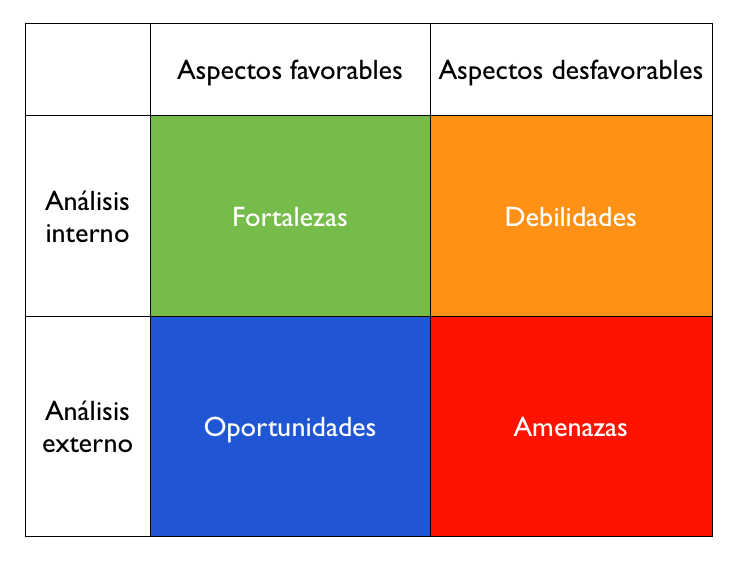 Aspectos favorables
Aspectos desfavorables
Análisis
interno
Fortalezas
Debilidades
Análisis
externo
Oportunidades
Amenazas